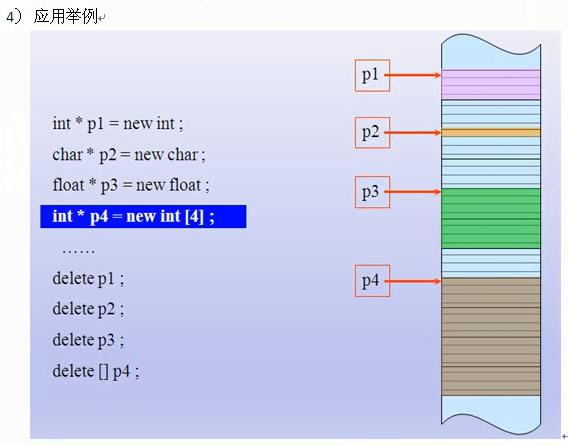 4） 应用举例
int * p1 = new int ;
char * p2 = new char ;
float * p3 = new float ;
int * p4 = new int [4] ;
……
delete p1 ;
delete p2 ;
delete p3 ;
delete [] p4 ;
p1
p2
p3
p4